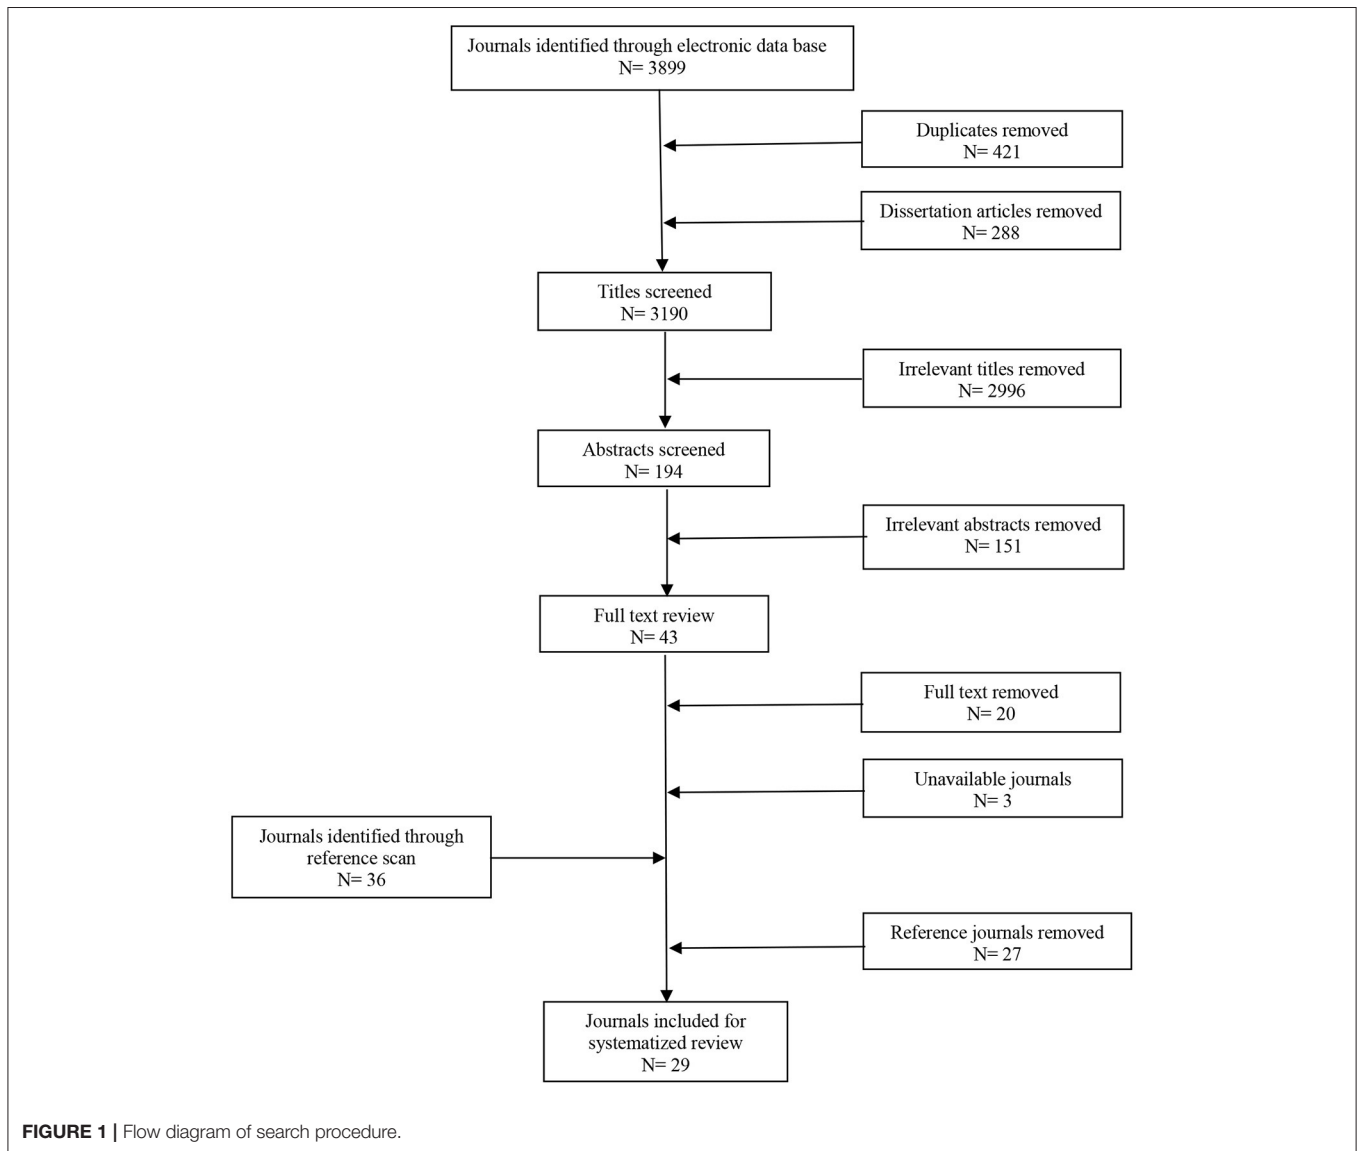 Journals identified through electronic data base
N= 3899
Duplicates removed
N= 421
Dissertation articles removed
N= 288
Titles screened
N= 3190
Irrelevant titles removed
N= 2996
Abstracts screened
N= 194
Irrelevant abstracts removed
N= 151
Full text review
N= 43
Full text removed
N= 20
Unavailable journals
N= 3
Journals identified through
reference scan
N= 36
Reference journals removed
N= 27
Journals included for
systematized review
N= 29
FIGURE 1 | Flow diagram of search procedure.